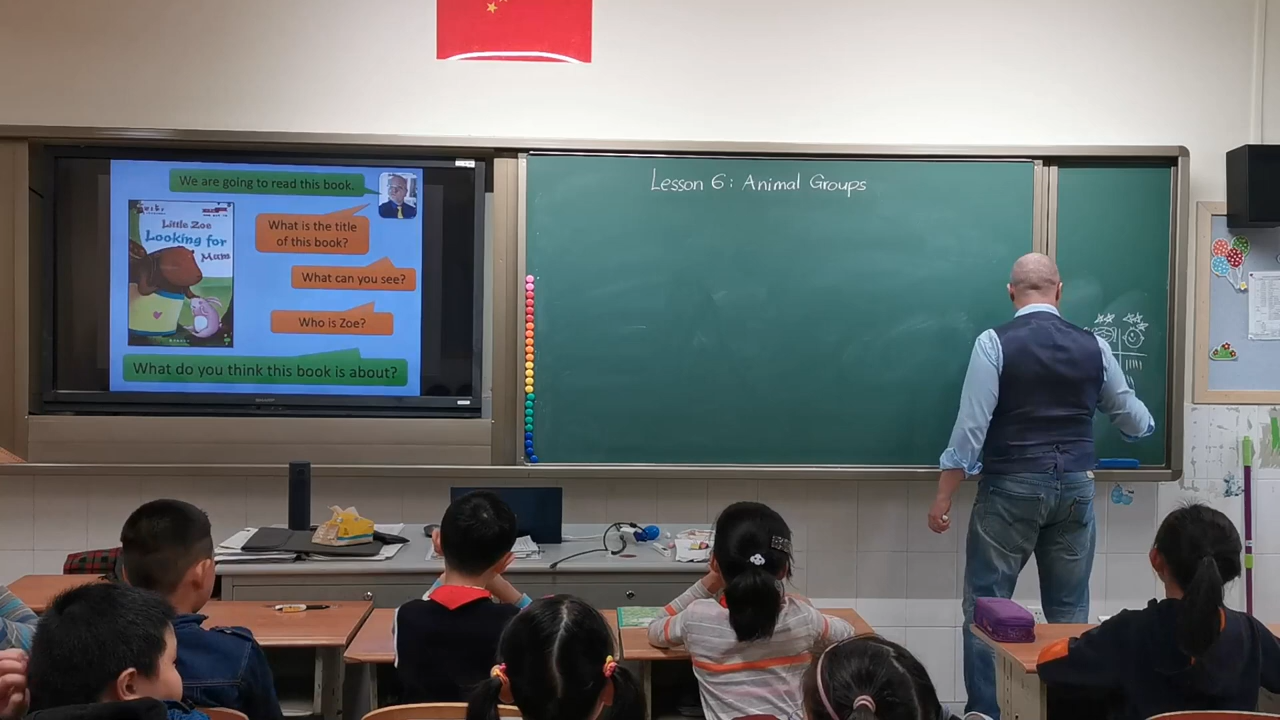 We are going to read this book.
Little Zoe
Looking for
Mum
What is the title
of this book?
What can you see?
Who is Zoe?
What do you think this book is about?
Lesson 6: Animal Groups